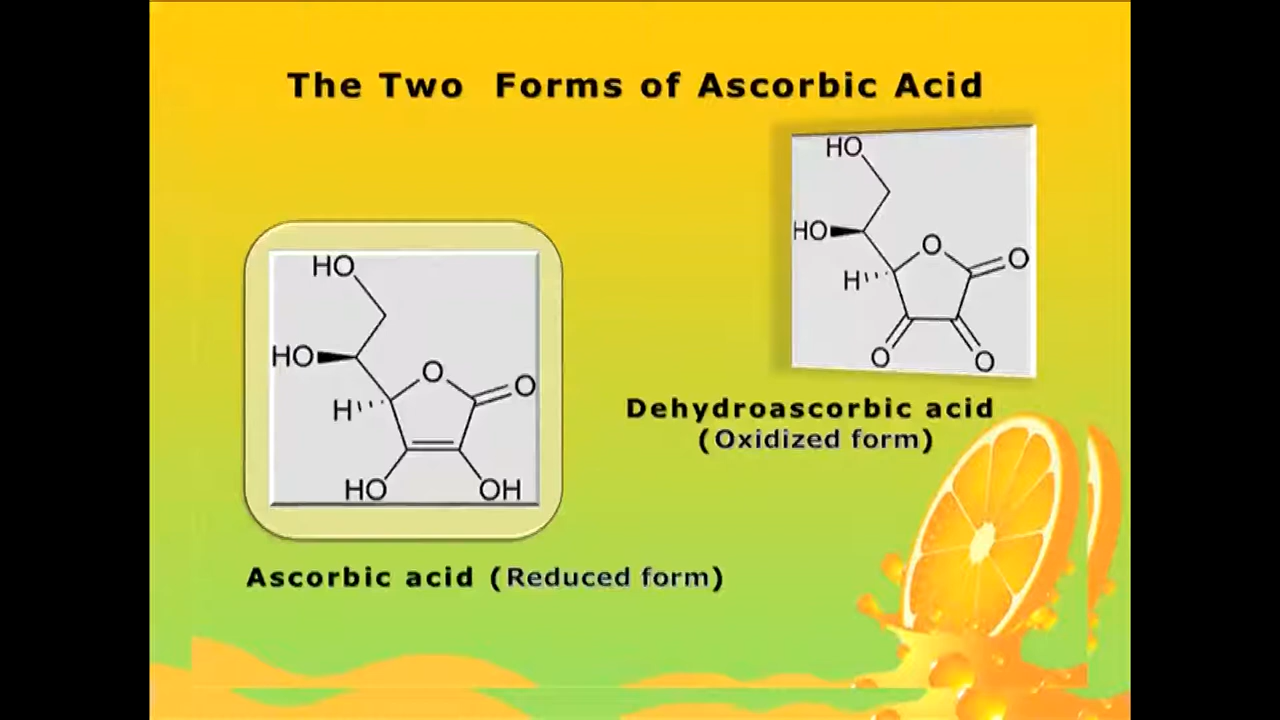 The Two Forms of Ascorbic Acid
HO
HO
O
O
H
O
O
Dehydroascorbic acid
(Oxidized form)
HO
HO
O
O
H
HO
OH
Ascorbic acid (Reduced form)